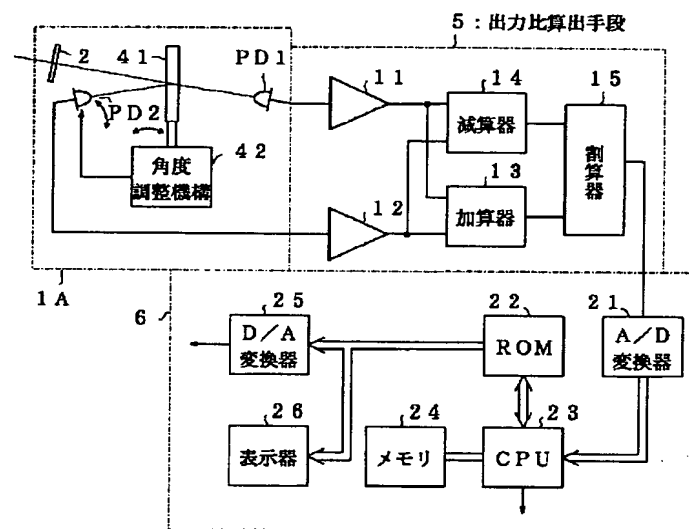 5:出力比算出手段
2
41
PD1
11
14
15
減算器
割算器
PD2
42
角度
調整機構
13
加算器
12
1A
6
25
D/A
変換器
22
ROM
21
A/D
変換器
26
表示器
24
メモリ
23
CPU